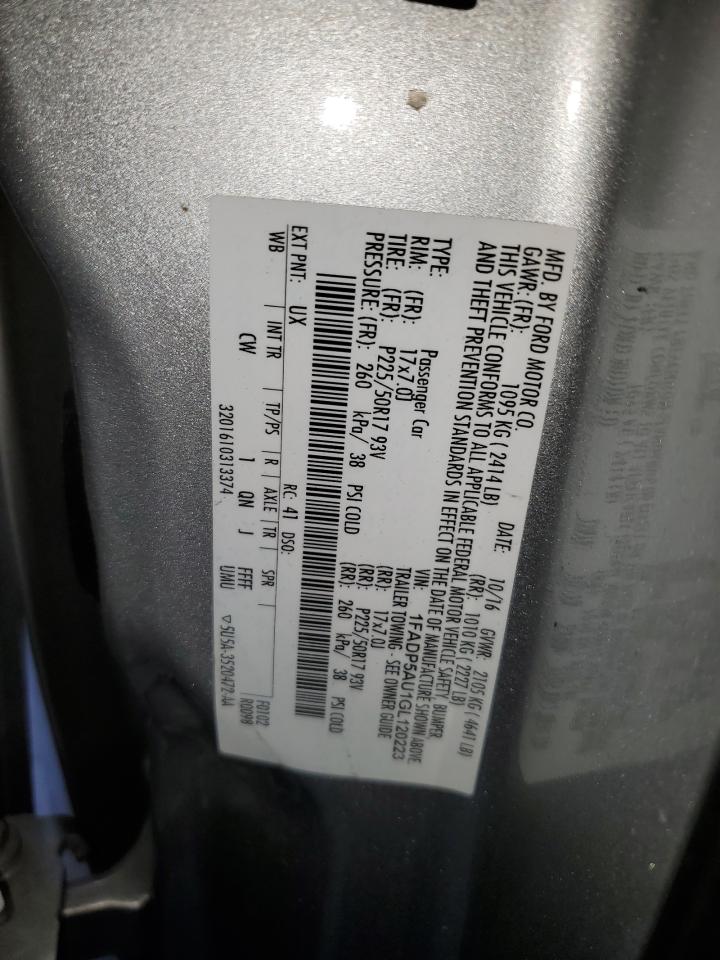 MFD. BY FORD MOTOR CO. DATE: 10/16 GVWR: 2105 KG ( 4641 LB)
GAWR: (FR): 1095 KG ( 2414 LB) (RR): 1010 KG ( 2227 LB)
THIS VEHICLE CONFORMS TO ALL APPLICABLE FEDERAL MOTOR VEHICLE SAFETY, BUMPER
AND THEFT PREVENTION STANDARDS IN EFFECT ON THE DATE OF MANUFACTURE SHOWN ABOVE.
VIN: 1FADP5AU1GL120223
TYPE: Passenger Car TRAILER TOWING - SEE OWNER GUIDE
RIM: (FR): 17x7.0J (RR): 17x7.0J
TIRE: (FR): P225/50R17 93V (RR): P225/50R17 93V
PRESSURE: (FR): 260 kPa/ 38 PSI COLD (RR): 260 kPa/ 38 PSI COLD
EXT PNT: UX RC: 41 DSO:
WB INT TR TP/PS R AXLE TR SPR F0102
CW 1 QN J FFFF R0098
3201610313374 UMU ▽5U5A-3520472-AA